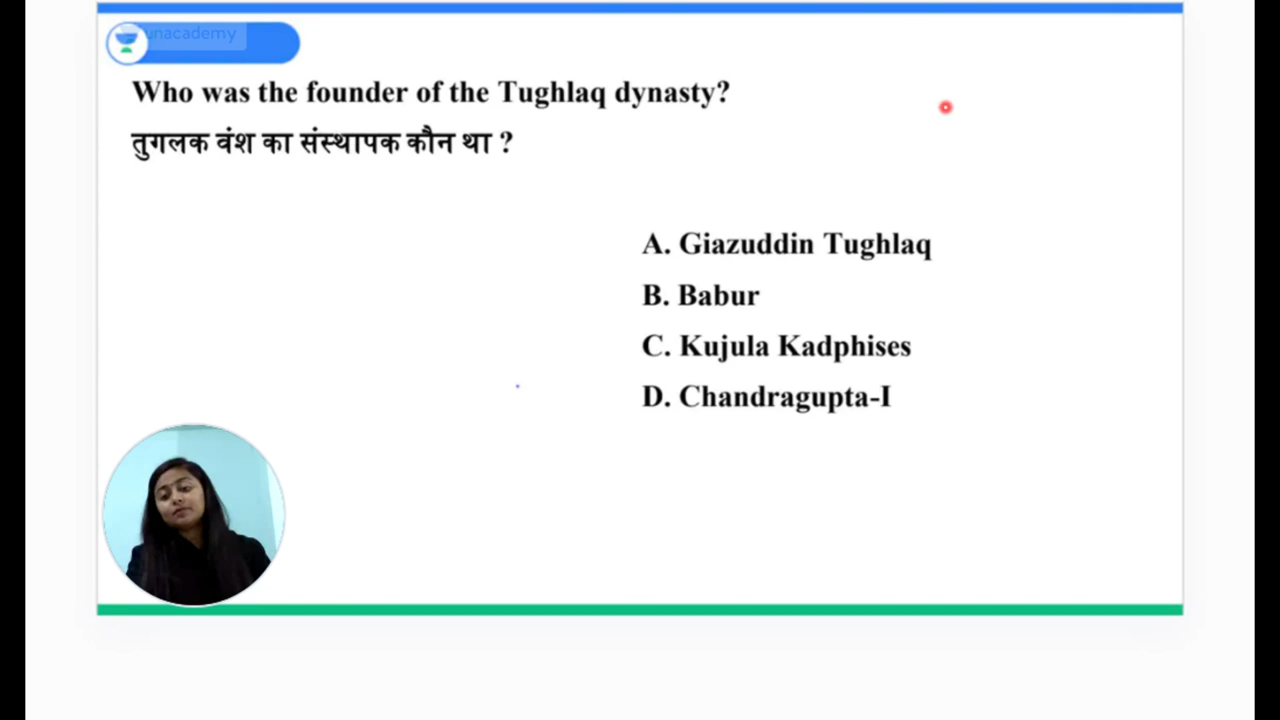 unacademy
Who was the founder of the Tughlaq dynasty?
तुगलक वंश का संस्थापक कौन था ?
A. Giazuddin Tughlaq
B. Babur
C. Kujula Kadphises
D. Chandragupta-I